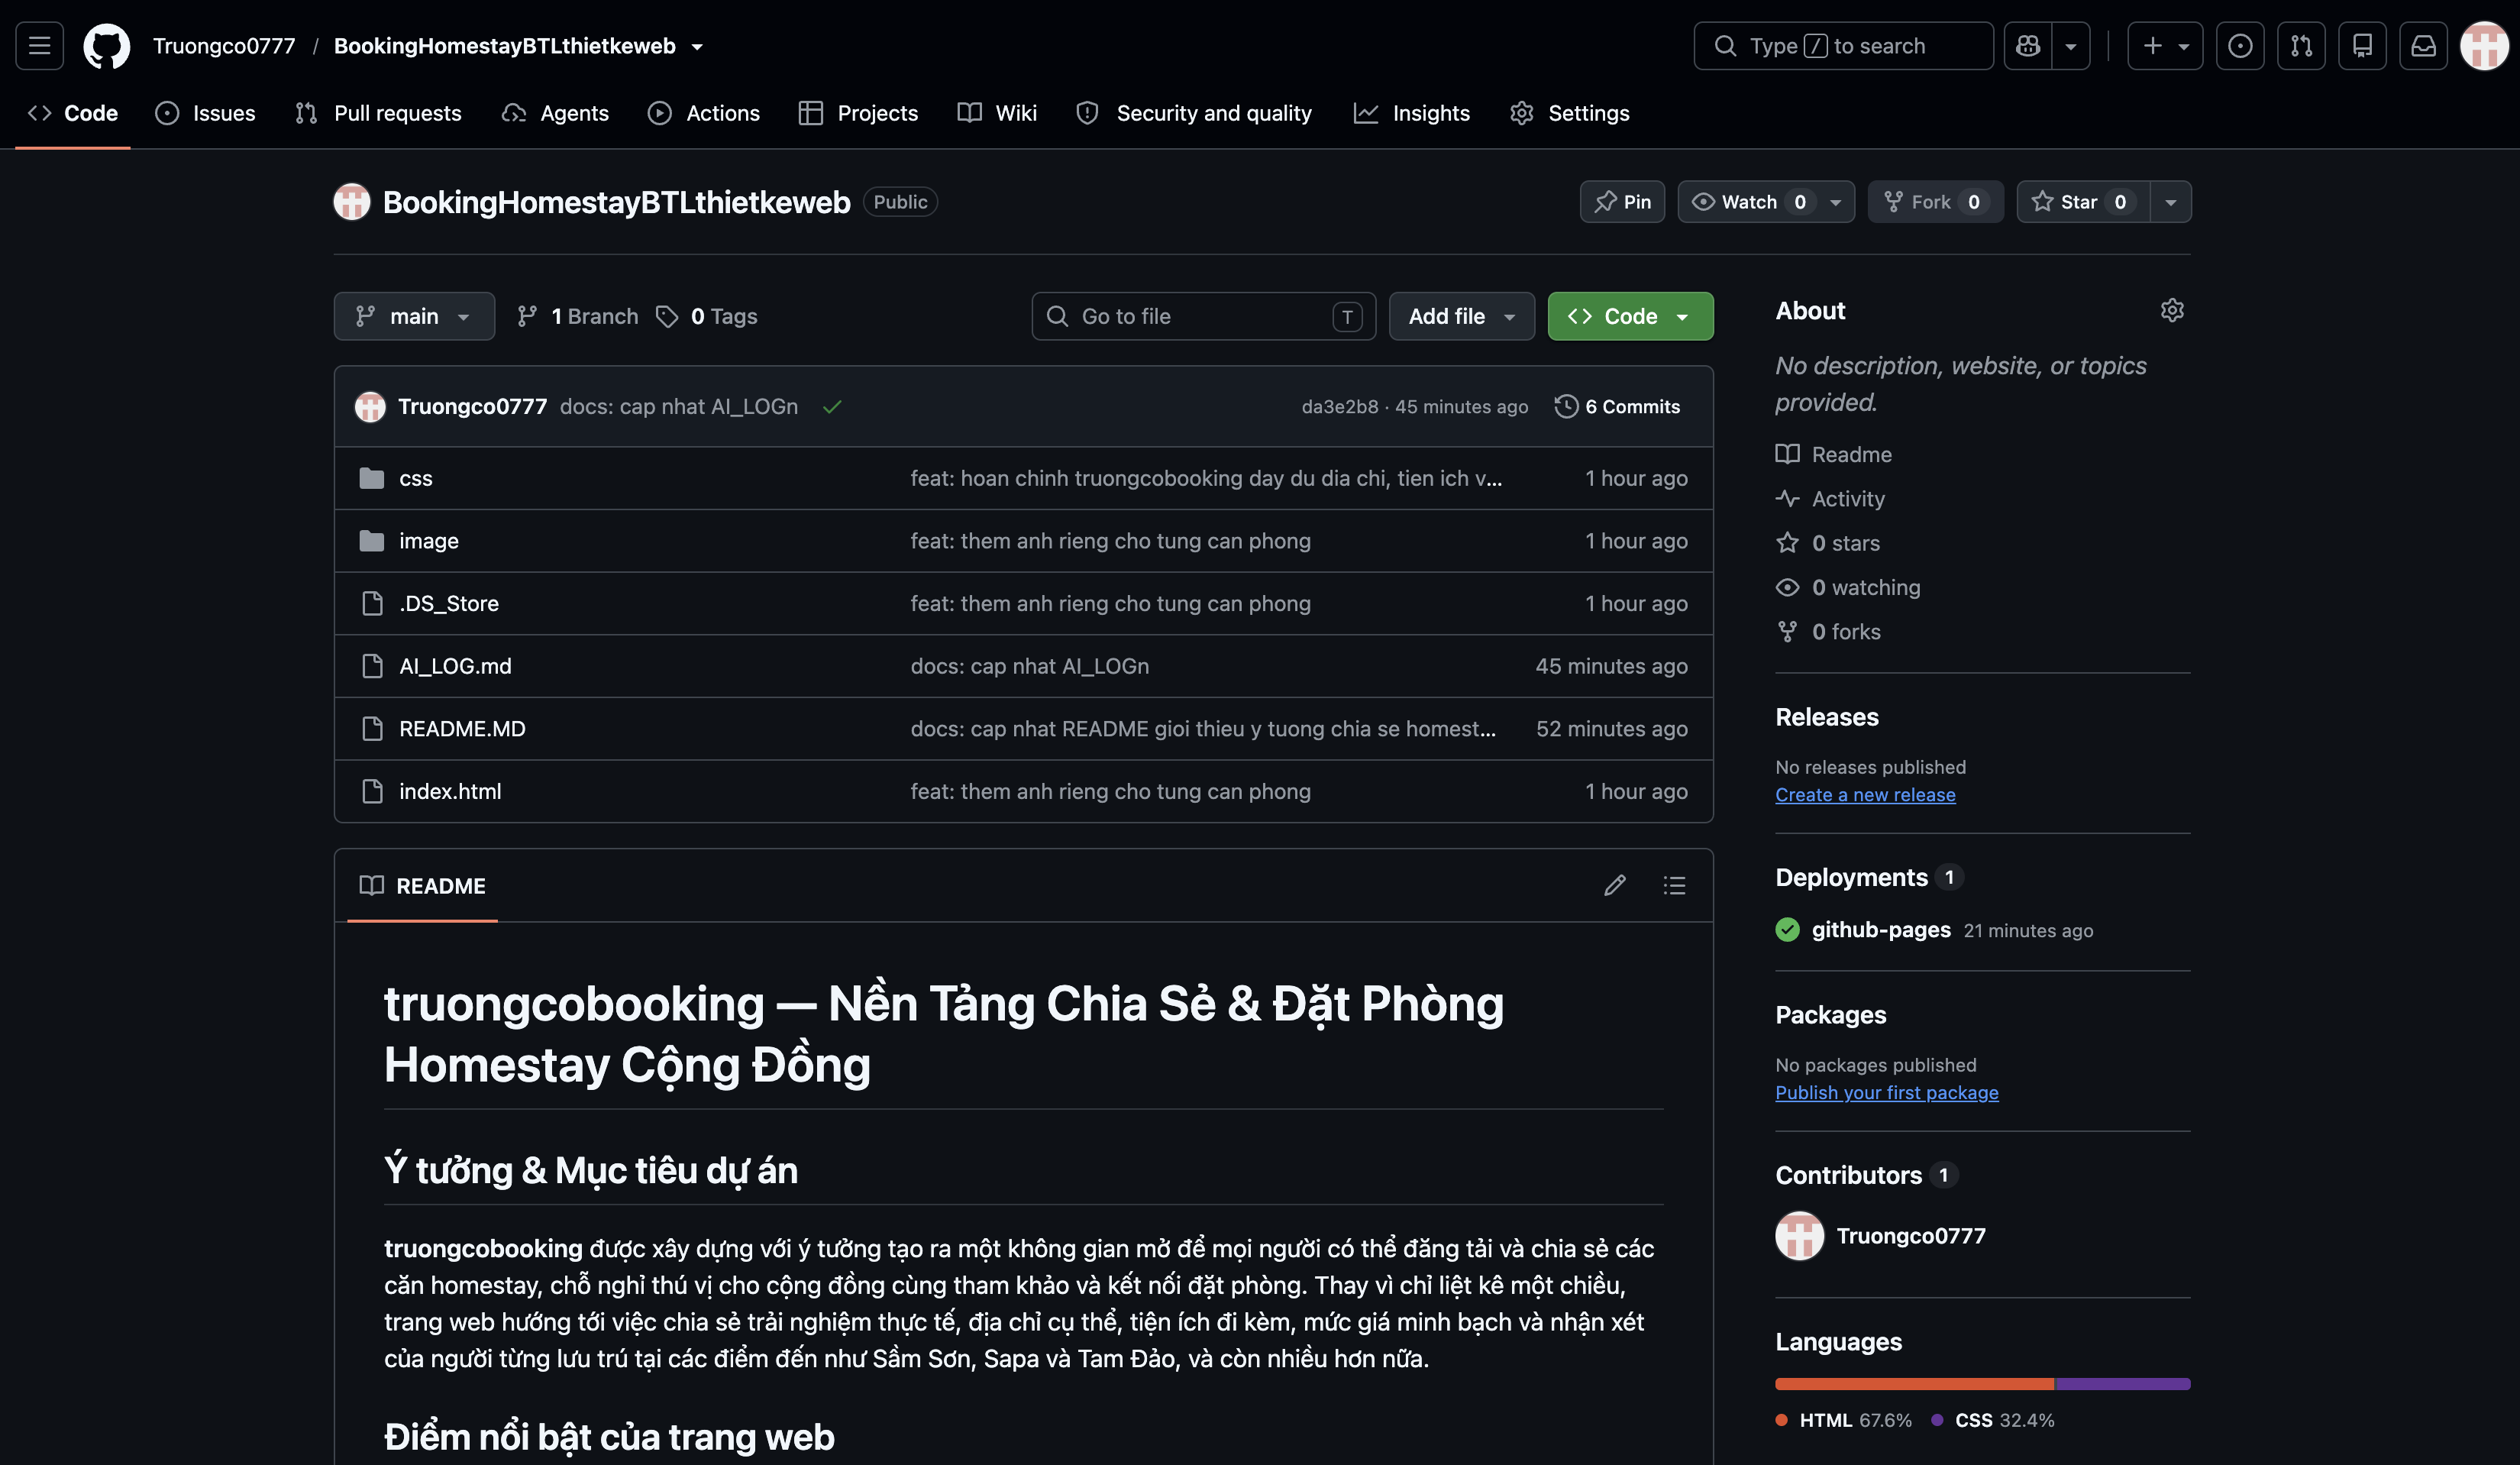 Truongco0777 / BookingHomestayBTLthietkeweb
Type / to search
Code Issues Pull requests Agents Actions Projects Wiki Security and quality Insights Settings
BookingHomestayBTLthietkeweb Public
Pin Watch 0 Fork 0 Star 0
main 1 Branch 0 Tags
Go to file T Add file Code
Truongco0777 docs: cap nhat AI_LOGn da3e2b8 · 45 minutes ago 6 Commits
css feat: hoan chinh truongcobooking day du dia chi, tien ich v... 1 hour ago
image feat: them anh rieng cho tung can phong 1 hour ago
.DS_Store feat: them anh rieng cho tung can phong 1 hour ago
AI_LOG.md docs: cap nhat AI_LOGn 45 minutes ago
README.MD docs: cap nhat README gioi thieu y tuong chia se homest... 52 minutes ago
index.html feat: them anh rieng cho tung can phong 1 hour ago
README
truongcobooking — Nền Tảng Chia Sẻ & Đặt Phòng
Homestay Cộng Đồng
Ý tưởng & Mục tiêu dự án
truongcobooking được xây dựng với ý tưởng tạo ra một không gian mở để mọi người có thể đăng tải và chia sẻ các
căn homestay, chỗ nghỉ thú vị cho cộng đồng cùng tham khảo và kết nối đặt phòng. Thay vì chỉ liệt kê một chiều,
trang web hướng tới việc chia sẻ trải nghiệm thực tế, địa chỉ cụ thể, tiện ích đi kèm, mức giá minh bạch và nhận xét
của người từng lưu trú tại các điểm đến như Sầm Sơn, Sapa và Tam Đảo, và còn nhiều hơn nữa.
Điểm nổi bật của trang web
About
No description, website, or topics
provided.
Readme
Activity
0 stars
0 watching
0 forks
Releases
No releases published
Create a new release
Deployments 1
github-pages 21 minutes ago
Packages
No packages published
Publish your first package
Contributors 1
Truongco0777
Languages
HTML 67.6% CSS 32.4%